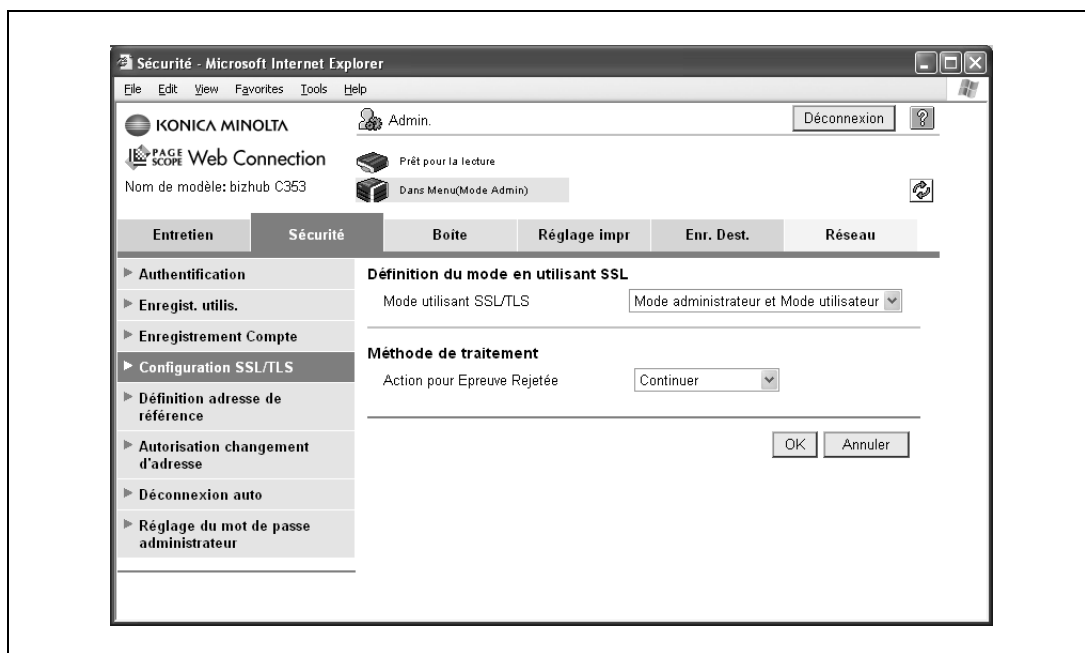 Sécurité - Microsoft Internet Explorer
File Edit View Favorites Tools Help
KONICA MINOLTA
Admin.
Déconnexion
?
PAGE SCOPE Web Connection
Prêt pour la lecture
Nom de modèle: bizhub C353
Dans Menu(Mode Admin)
Entretien Sécurité Boîte Réglage impr Enr. Dest. Réseau
Authentification
Enregist. utilis.
Enregistrement Compte
Configuration SSL/TLS
Définition adresse de
référence
Autorisation changement
d'adresse
Déconnexion auto
Réglage du mot de passe
administrateur
Définition du mode en utilisant SSL
Mode utilisant SSL/TLS Mode administrateur et Mode utilisateur
Méthode de traitement
Action pour Epreuve Rejetée Continuer
OK Annuler